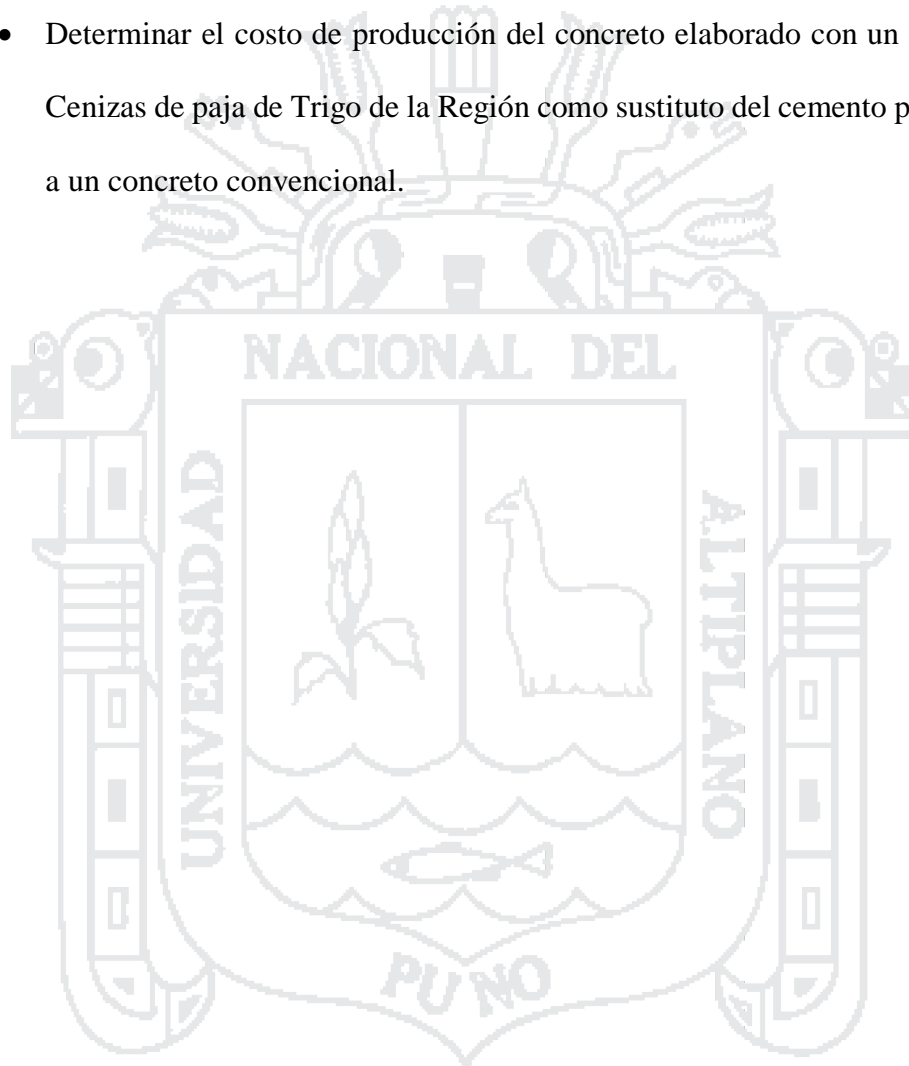 • Determinar el costo de producción del concreto elaborado con un
Cenizas de paja de Trigo de la Región como sustituto del cemento p
a un concreto convencional.
NACIONAL DEL
UNIVERSIDAD
ALTIPLANO
PUNO